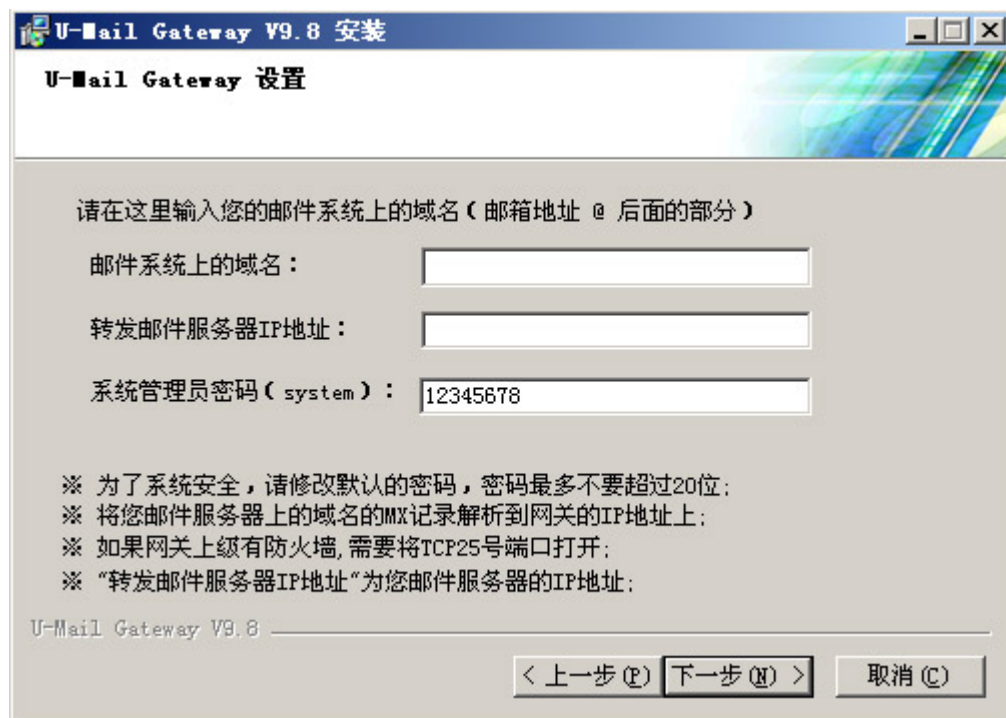 U-Mail Gateway V9.8 安装
U-Mail Gateway 设置
请在这里输入您的邮件系统上的域名(邮箱地址 @ 后面的部分)
邮件系统上的域名：
转发邮件服务器IP地址：
系统管理员密码(system)：
12345678
※ 为了系统安全,请修改默认的密码,密码最多不要超过20位;
※ 将您邮件服务器上的域名的MX记录解析到网关的IP地址上;
※ 如果网关上级有防火墙,需要将TCP25号端口打开;
※ “转发邮件服务器IP地址“为您邮件服务器的IP地址;
U-Mail Gateway V9.8
< 上一步(P)
下一步(N) >
取消(C)